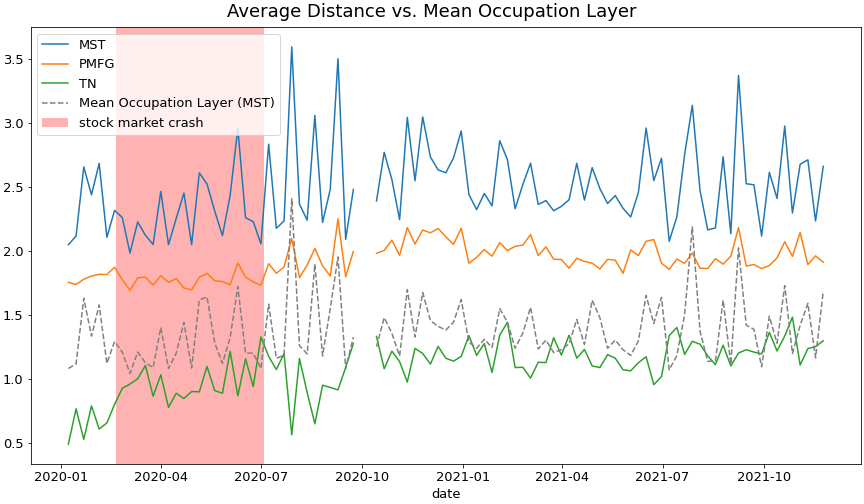 Average Distance vs. Mean Occupation Layer
MST
PMFG
TN
Mean Occupation Layer (MST)
stock market crash
3.5
3.0
2.5
2.0
1.5
1.0
0.5
2020-01 2020-04 2020-07 2020-10 2021-01 2021-04 2021-07 2021-10
date